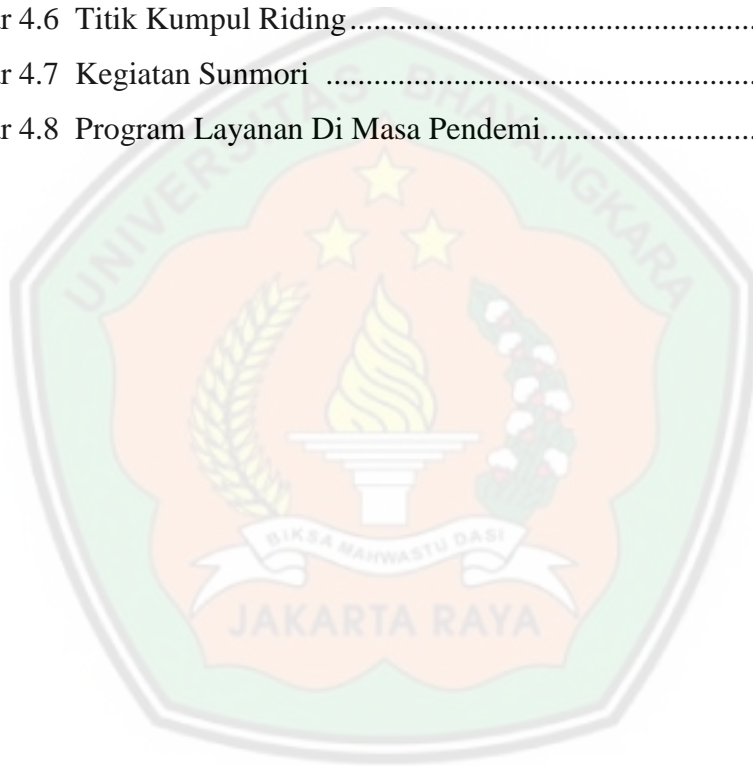 r 4.6 Titik Kumpul Riding...............................................
r 4.7 Kegiatan Sunmori ......................................................
r 4.8 Program Layanan Di Masa Pendemi..........................
UNIVERSITAS BHAYANGKARA
BIKSA MAHWASTU DASI
JAKARTA RAYA